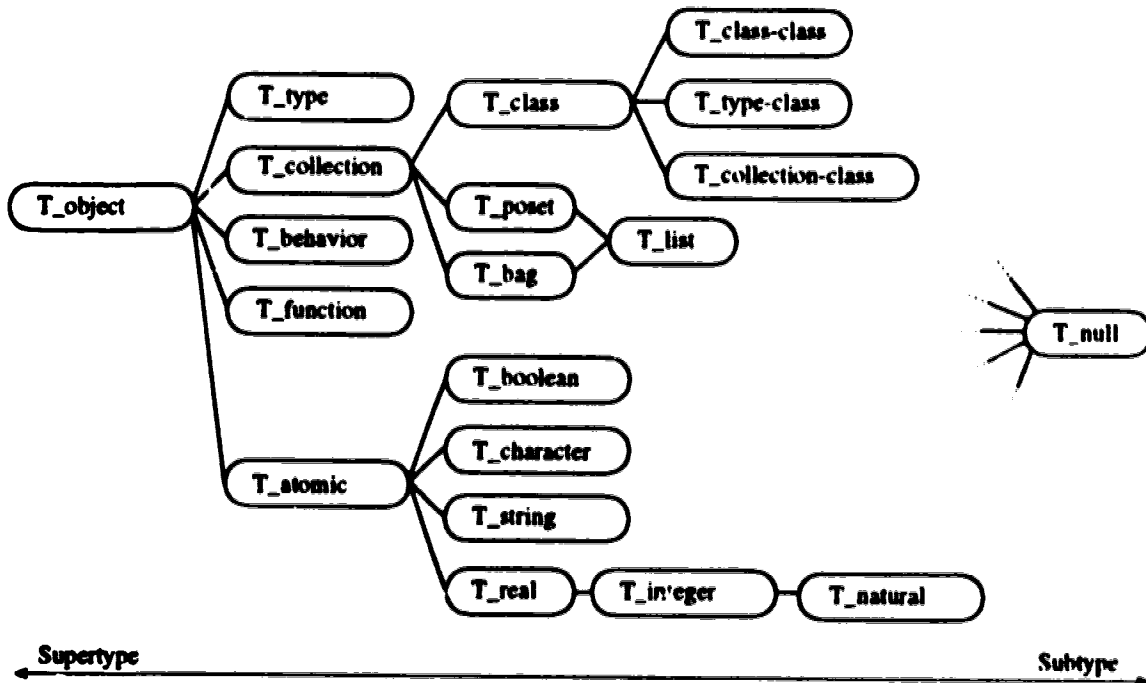 T_class-class
T_type
T_class
T_type-class
T_collection
T_collection-class
T_object
T_poset
T_behavior
T_list
T_bag
T_function
T_null
T_boolean
T_character
T_atomic
T_string
T_real
T_integer
T_natural
Supertype
Subtype